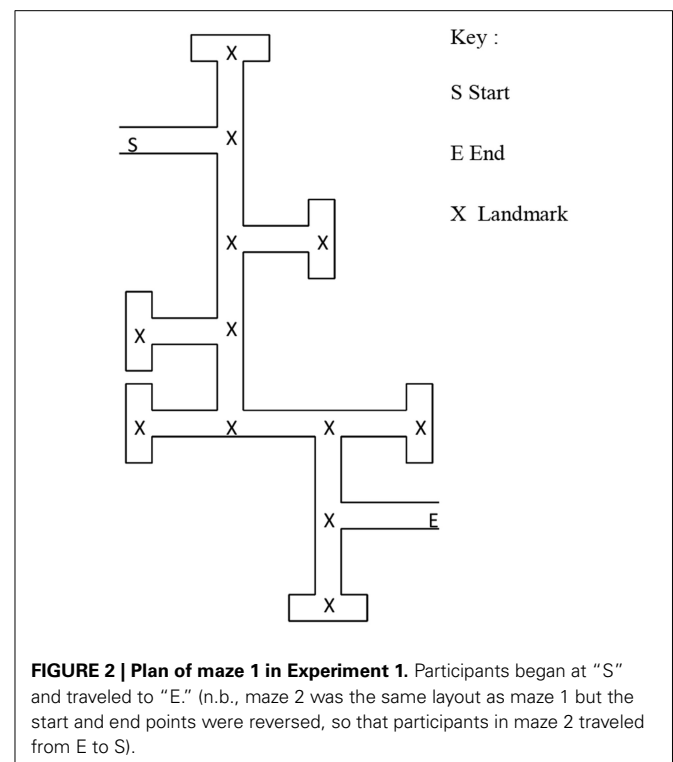 Key :
S Start
E End
X Landmark
X
X
S
X X
X
X
X X X X
X E
X
FIGURE 2 | Plan of maze 1 in Experiment 1. Participants began at “S”
and traveled to “E.” (n.b., maze 2 was the same layout as maze 1 but the
start and end points were reversed, so that participants in maze 2 traveled
from E to S).